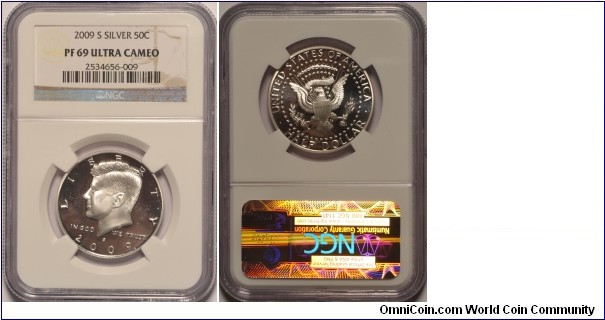 2009 S SILVER 50C
PF 69 ULTRA CAMEO
2534656-009
NGC
LIBERTY
IN GOD WE TRUST
S
2009
UNITED STATES OF AMERICA
HALF DOLLAR
Numismatic Guaranty Corporation
NGC
OmniCoin.com World Coin Community